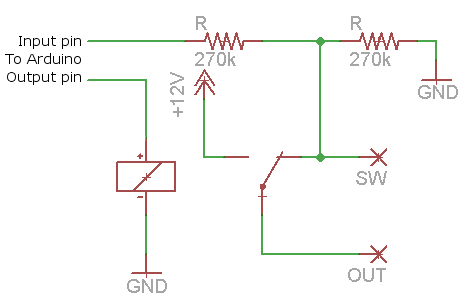 Input pin
To Arduino
Output pin
R
270k
R
270k
GND
+12V
SW
OUT
+
-
GND